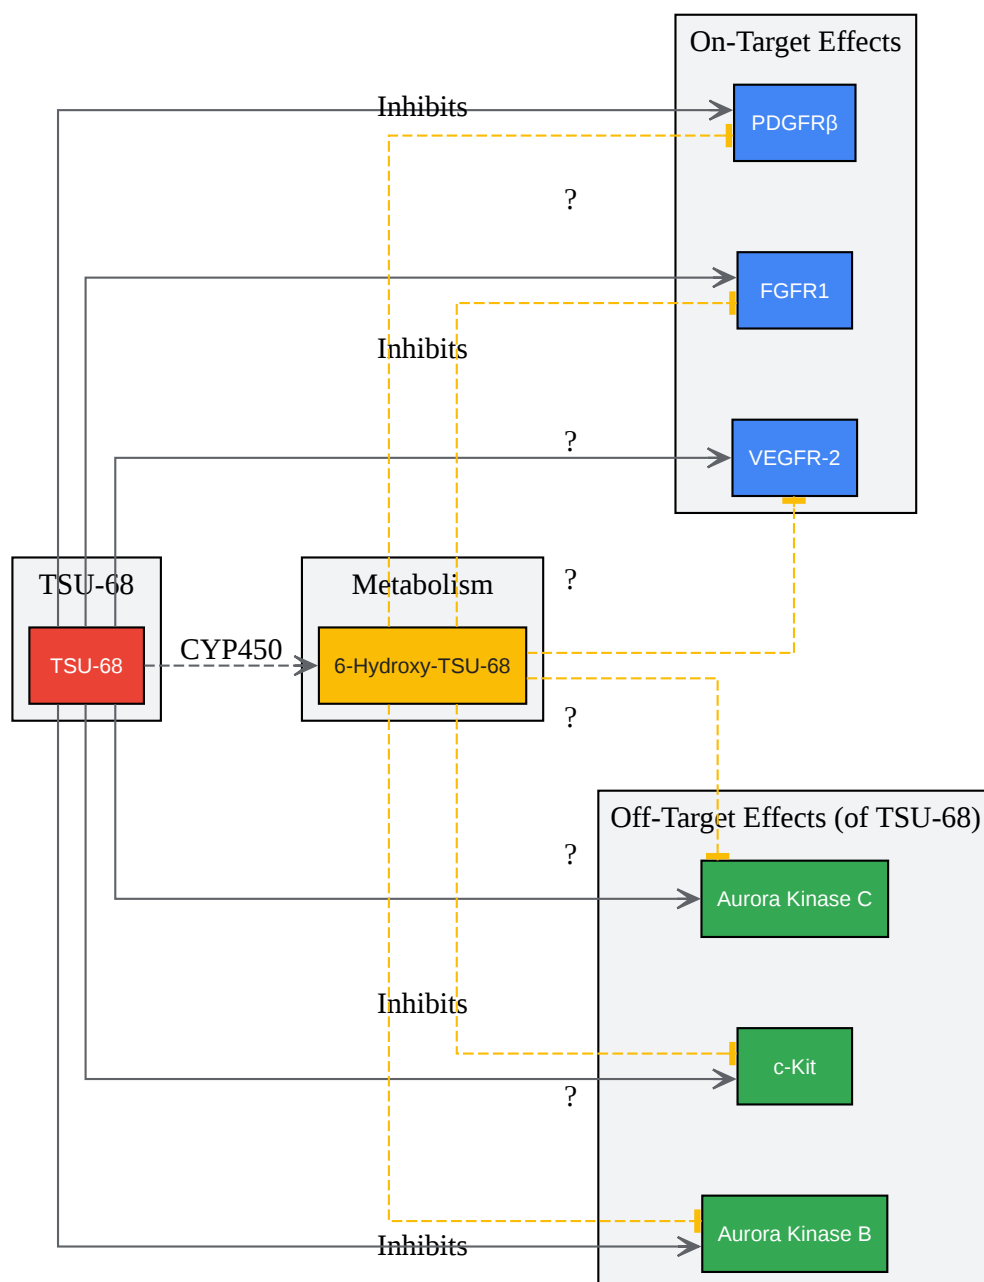 On-Target Effects
Inhibits
PDGFRβ
?
FGFR1
Inhibits
?
VEGFR-2
TSU-68
Metabolism
?
CYP450
TSU-68
6-Hydroxy-TSU-68
?
Off-Target Effects (of TSU-68)
?
Aurora Kinase C
Inhibits
c-Kit
?
Aurora Kinase B
Inhibits